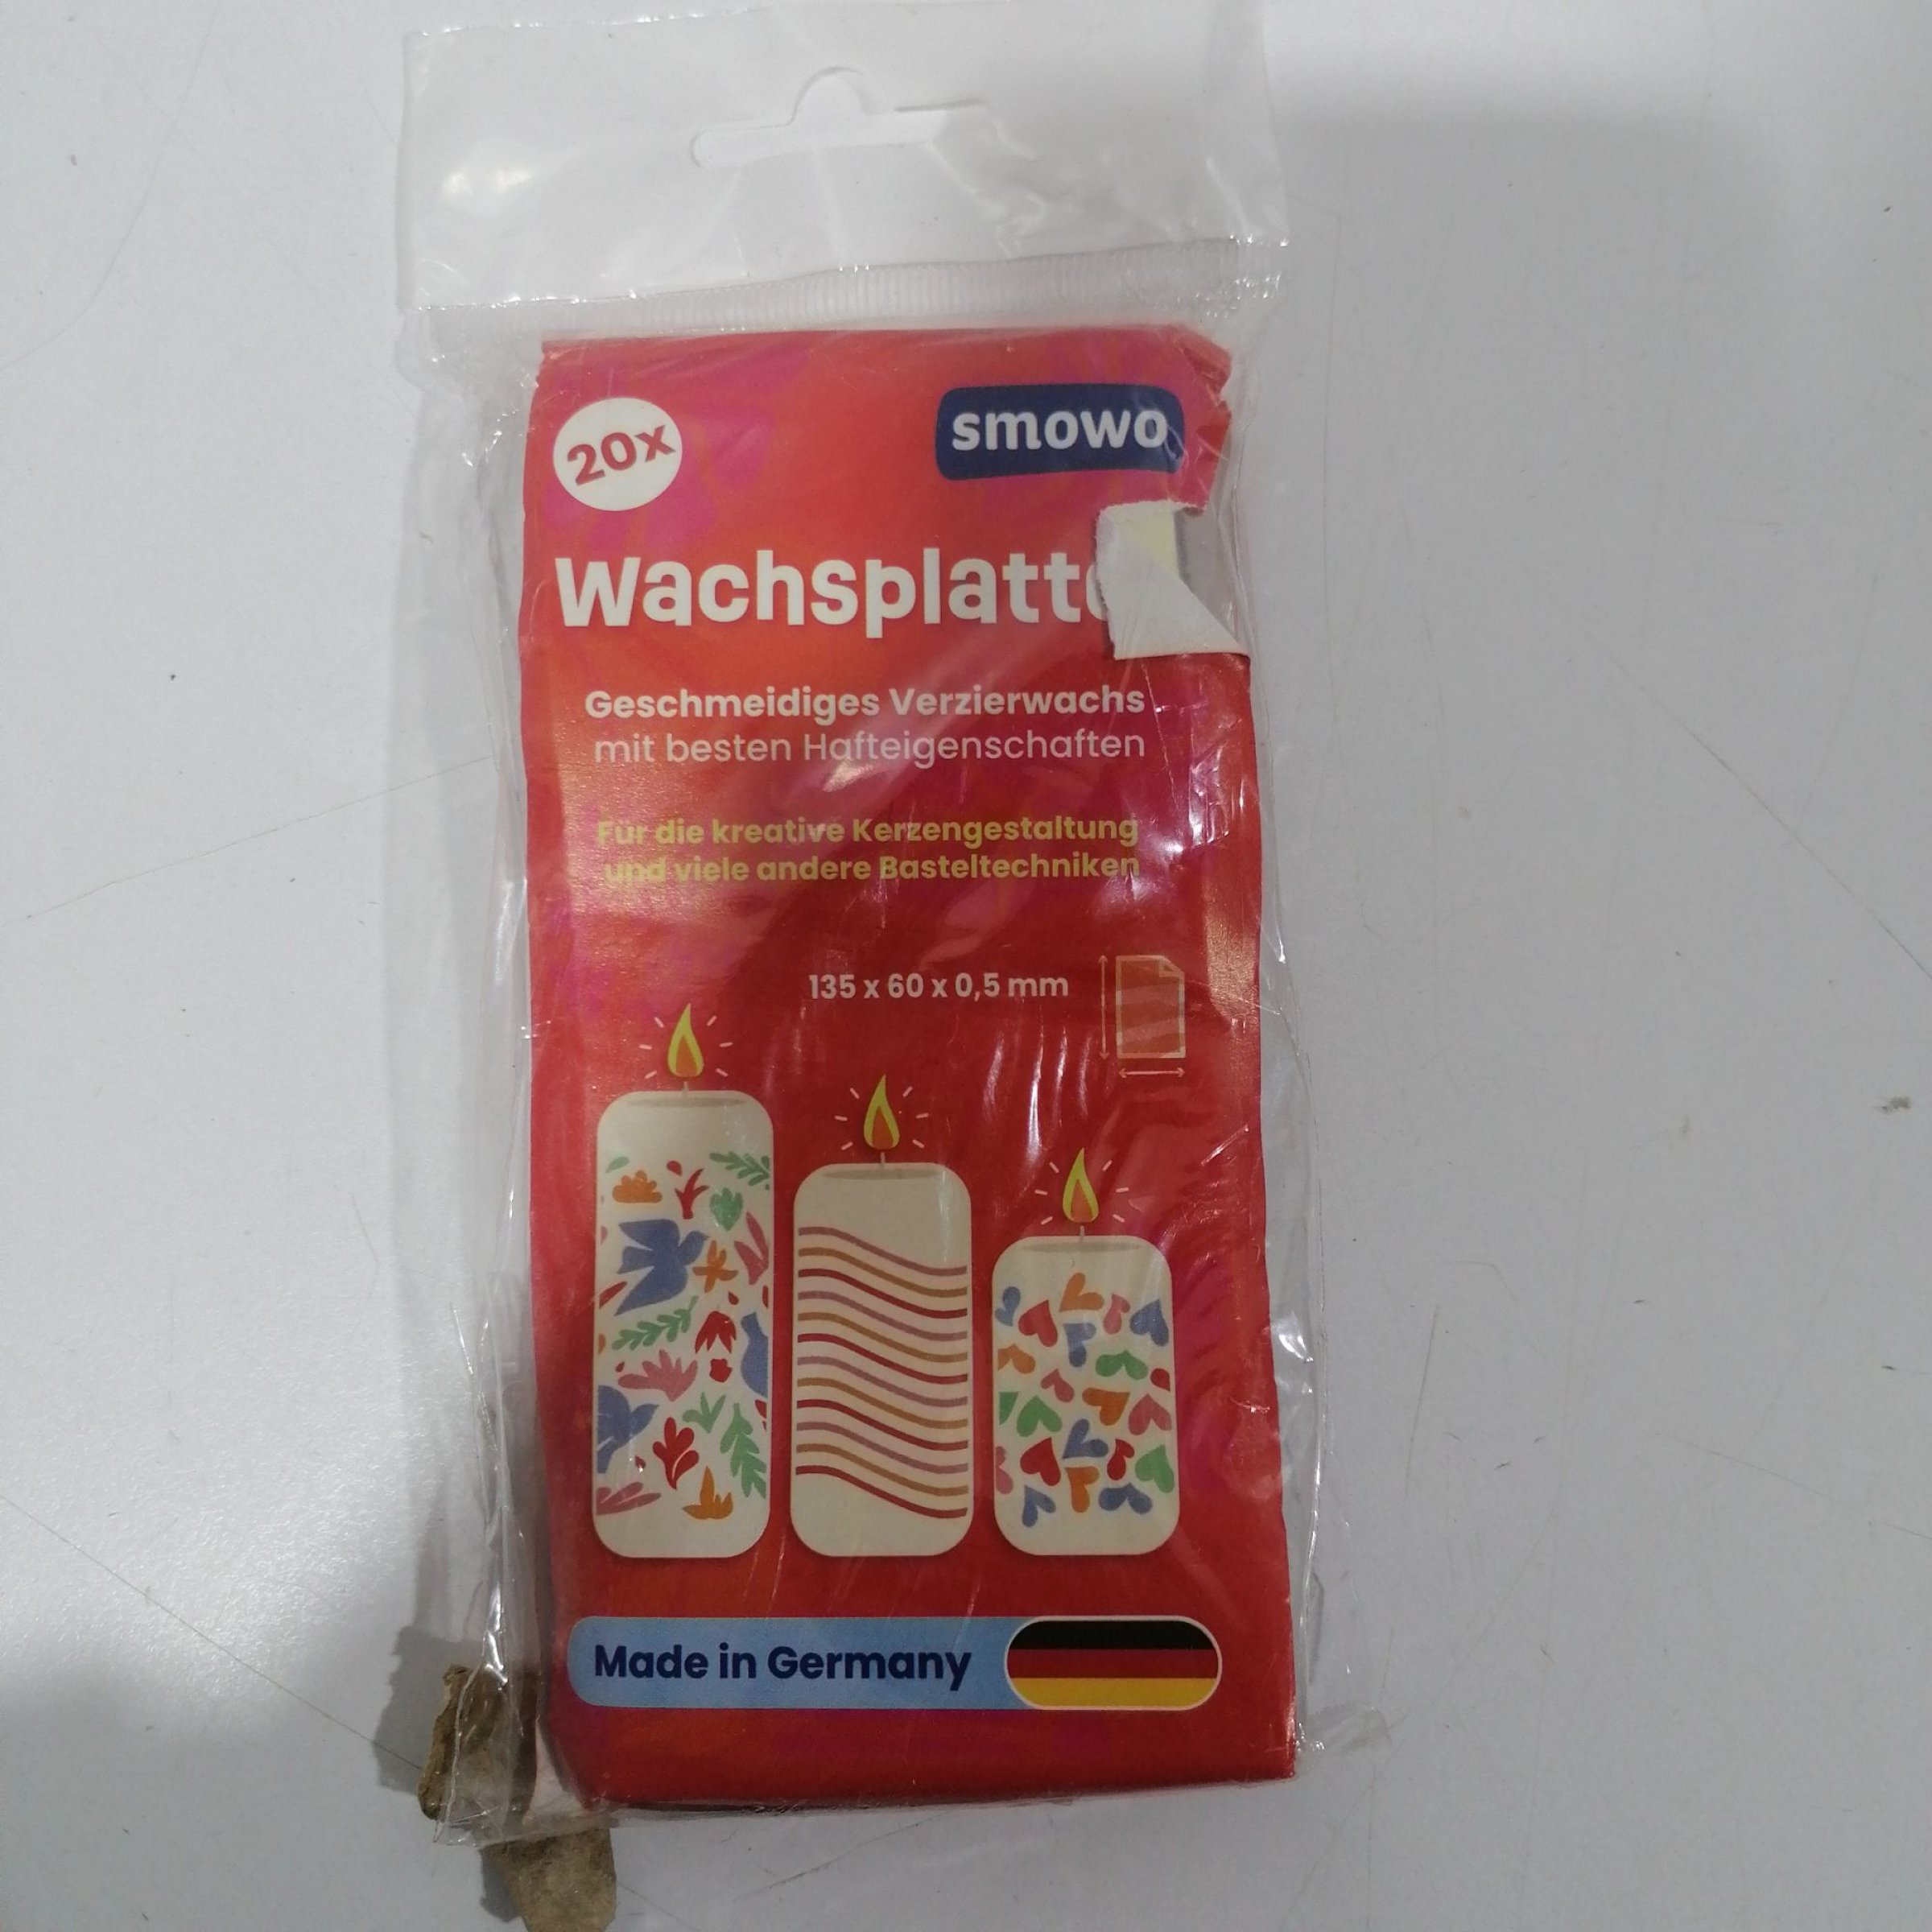 20x
smowo
Wachsplatte
Geschmeidiges Verzierwachs
mit besten Hafteigenschaften
Für die kreative Kerzengestaltung
und viele andere Basteltechniken
135 x 60 x 0,5 mm
Made in Germany